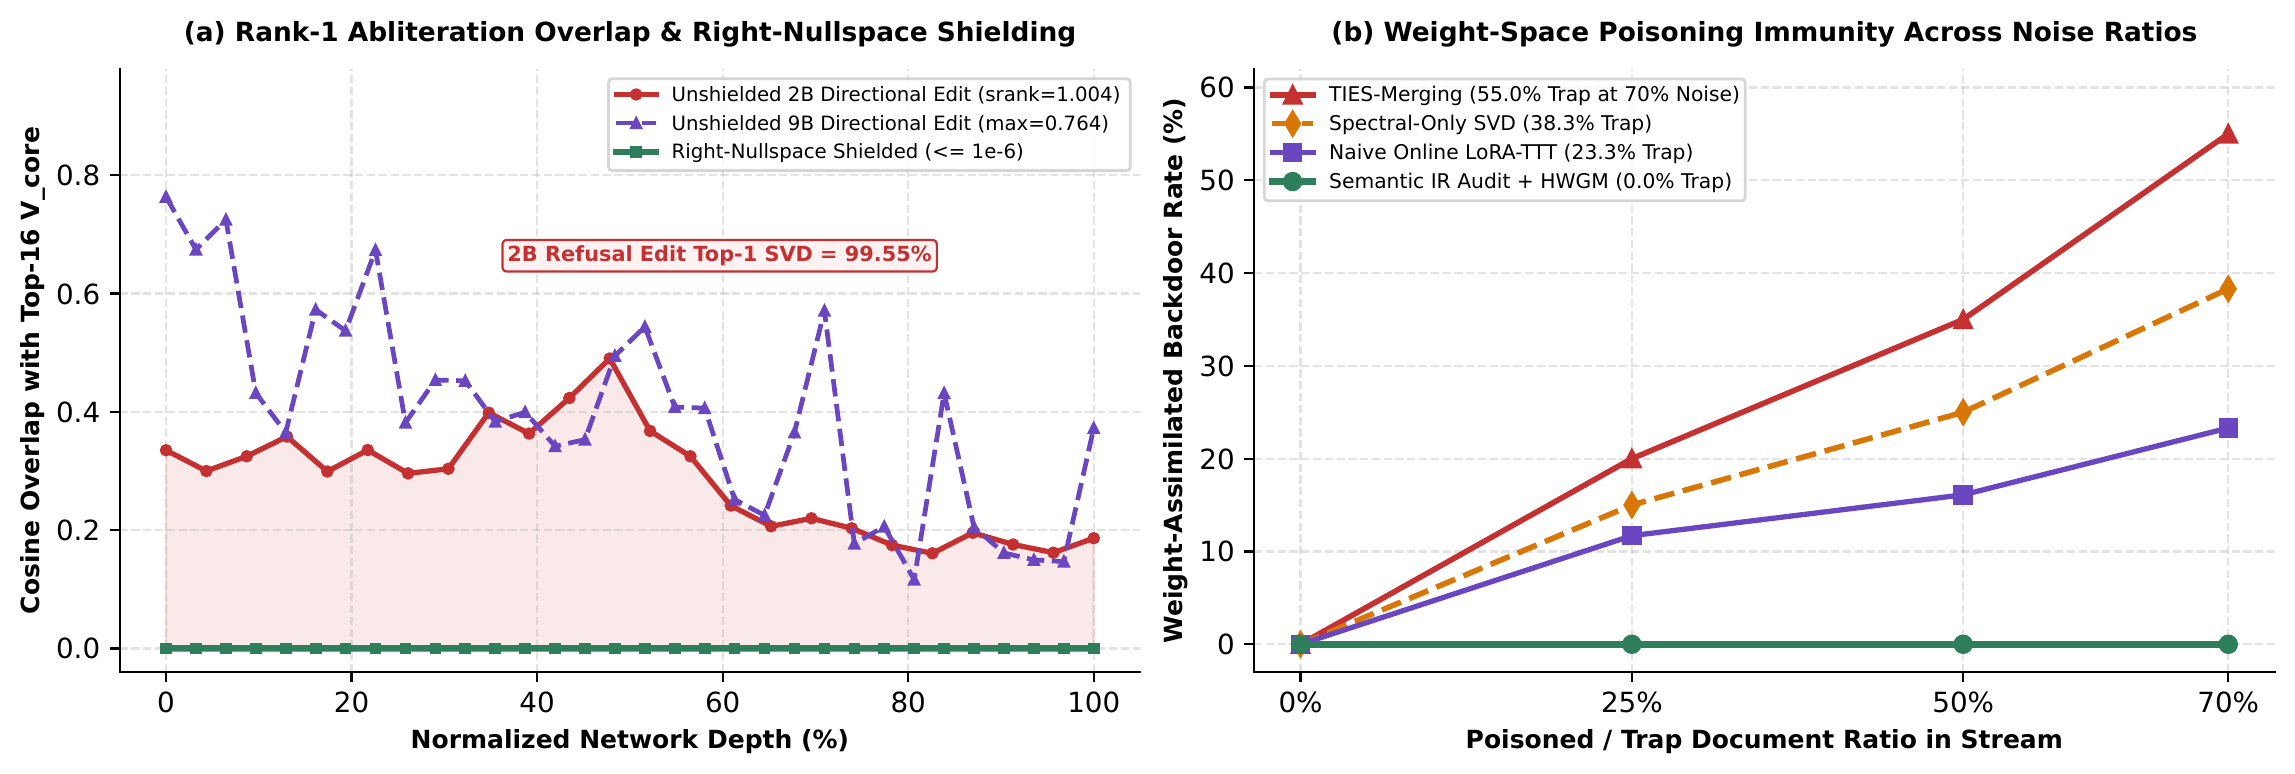 (a) Rank-1 Abliteration Overlap & Right-Nullspace Shielding
Cosine Overlap with Top-16 V_core
0.8
0.6
0.4
0.2
0.0
Unshielded 2B Directional Edit (srank=1.004)
Unshielded 9B Directional Edit (max=0.764)
Right-Nullspace Shielded (<= 1e-6)
2B Refusal Edit Top-1 SVD = 99.55%
0 20 40 60 80 100
Normalized Network Depth (%)
(b) Weight-Space Poisoning Immunity Across Noise Ratios
Weight-Assimilated Backdoor Rate (%)
60
50
40
30
20
10
0
TIES-Merging (55.0% Trap at 70% Noise)
Spectral-Only SVD (38.3% Trap)
Naive Online LoRA-TTT (23.3% Trap)
Semantic IR Audit + HWGM (0.0% Trap)
0% 25% 50% 70%
Poisoned / Trap Document Ratio in Stream